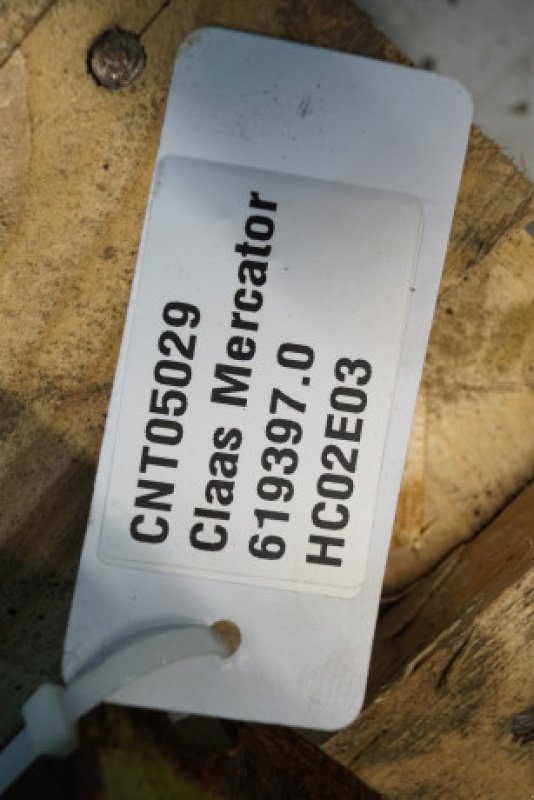 CNT05029
Claas Mercator
619397.0
HC02E03